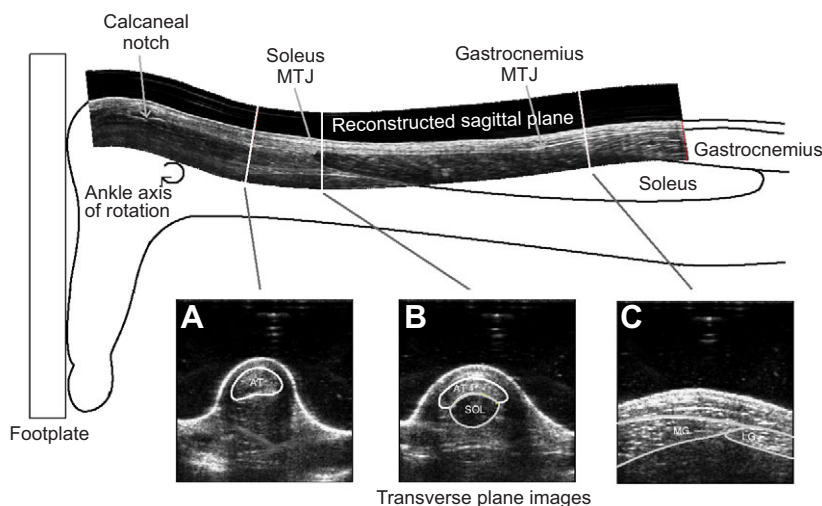 Calcaneal
notch
Soleus
MTJ
Gastrocnemius
MTJ
Reconstructed sagittal plane
Gastrocnemius
Soleus
Ankle axis
of rotation
A
B
C
AT
AT
SOL
MG
LG
Footplate
Transverse plane images